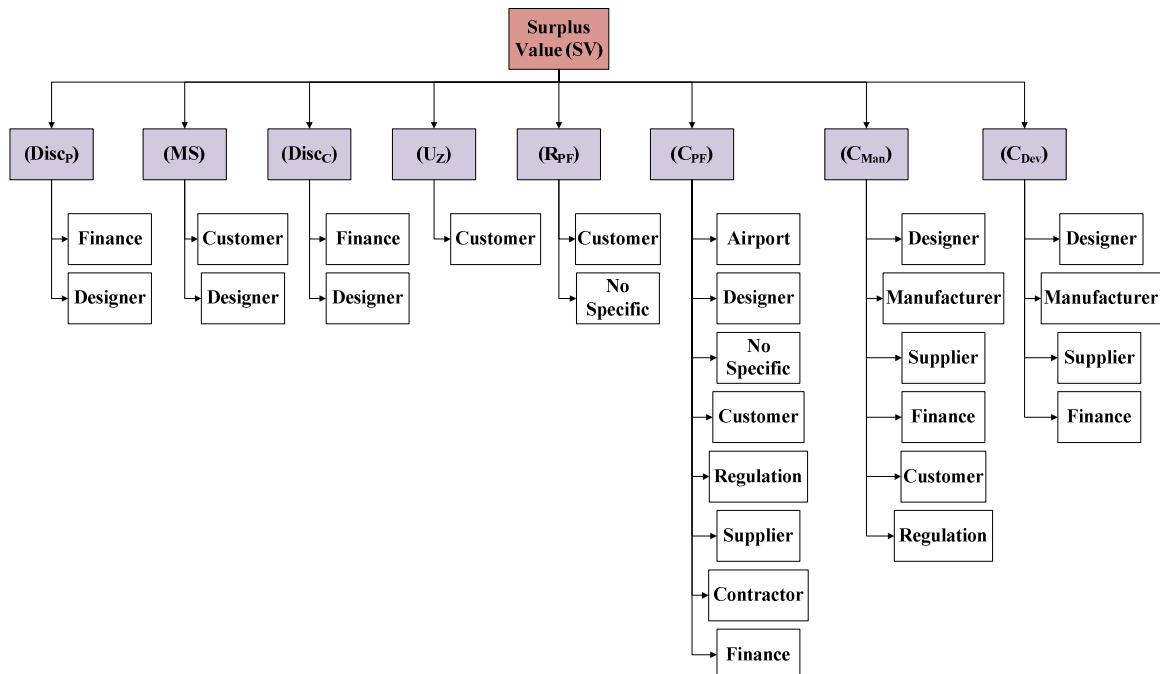 Surplus
Value (SV)
(DiscP)
(MS)
(DiscC)
(UZ)
(RPF)
(CPF)
(CMan)
(CDev)
Finance
Designer
Customer
Designer
Finance
Designer
Customer
Customer
No
Specific
Airport
Designer
No
Specific
Customer
Regulation
Supplier
Contractor
Finance
Designer
Manufacturer
Supplier
Finance
Customer
Regulation
Designer
Manufacturer
Supplier
Finance